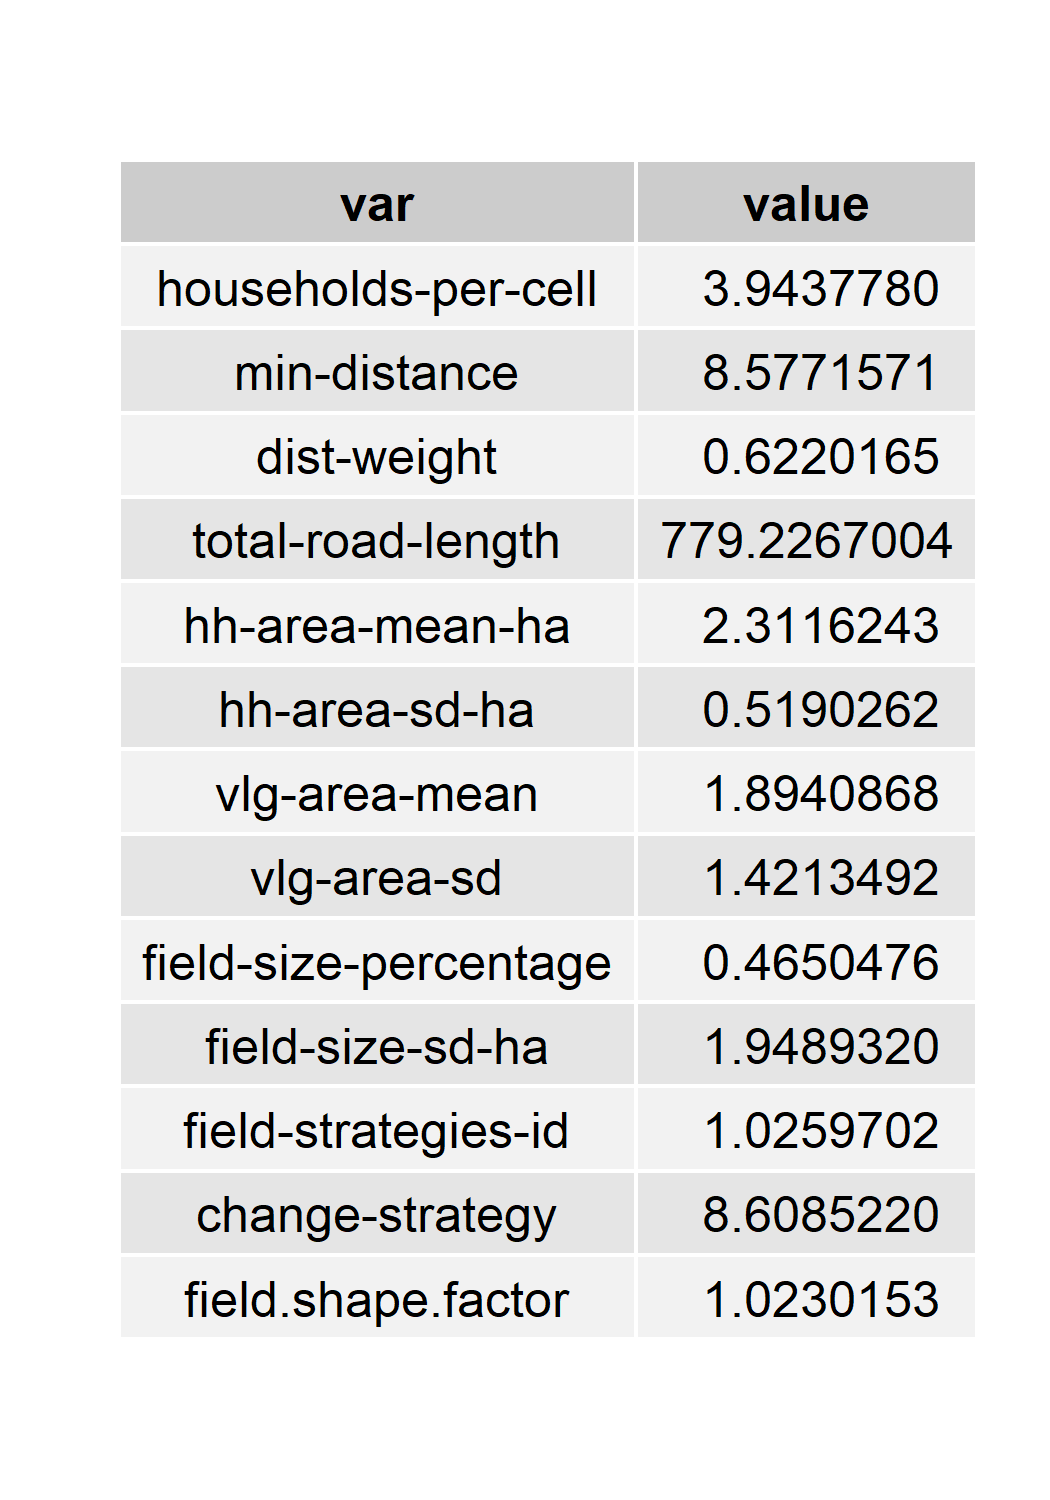 var value
households-per-cell 3.9437780
min-distance 8.5771571
dist-weight 0.6220165
total-road-length 779.2267004
hh-area-mean-ha 2.3116243
hh-area-sd-ha 0.5190262
vlg-area-mean 1.8940868
vlg-area-sd 1.4213492
field-size-percentage 0.4650476
field-size-sd-ha 1.9489320
field-strategies-id 1.0259702
change-strategy 8.6085220
field.shape.factor 1.0230153